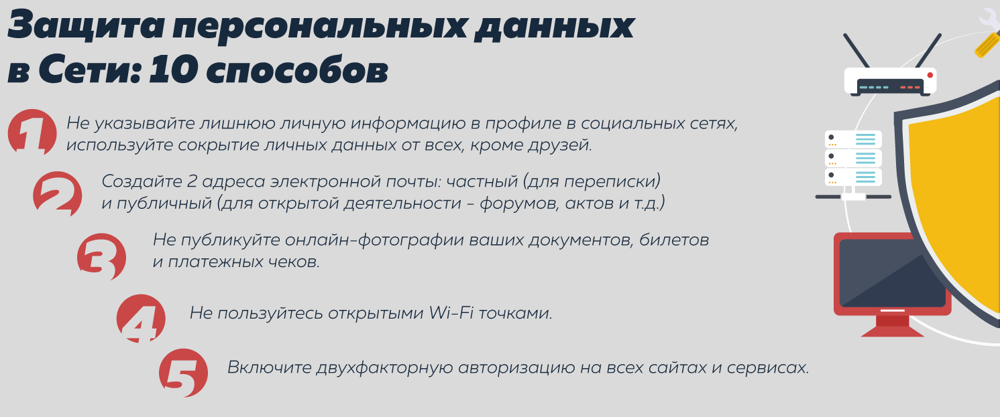 Защита персональных данных
в Сети: 10 способов
1
Не указывайте лишнюю личную информацию в профиле в социальных сетях,
используйте сокрытие личных данных от всех, кроме друзей.
2
Создайте 2 адреса электронной почты: частный (для переписки)
и публичный (для открытой деятельности - форумов, актов и т.д.)
3
Не публикуйте онлайн-фотографии ваших документов, билетов
и платежных чеков.
4
Не пользуйтесь открытыми Wi-Fi точками.
5
Включите двухфакторную авторизацию на всех сайтах и сервисах.